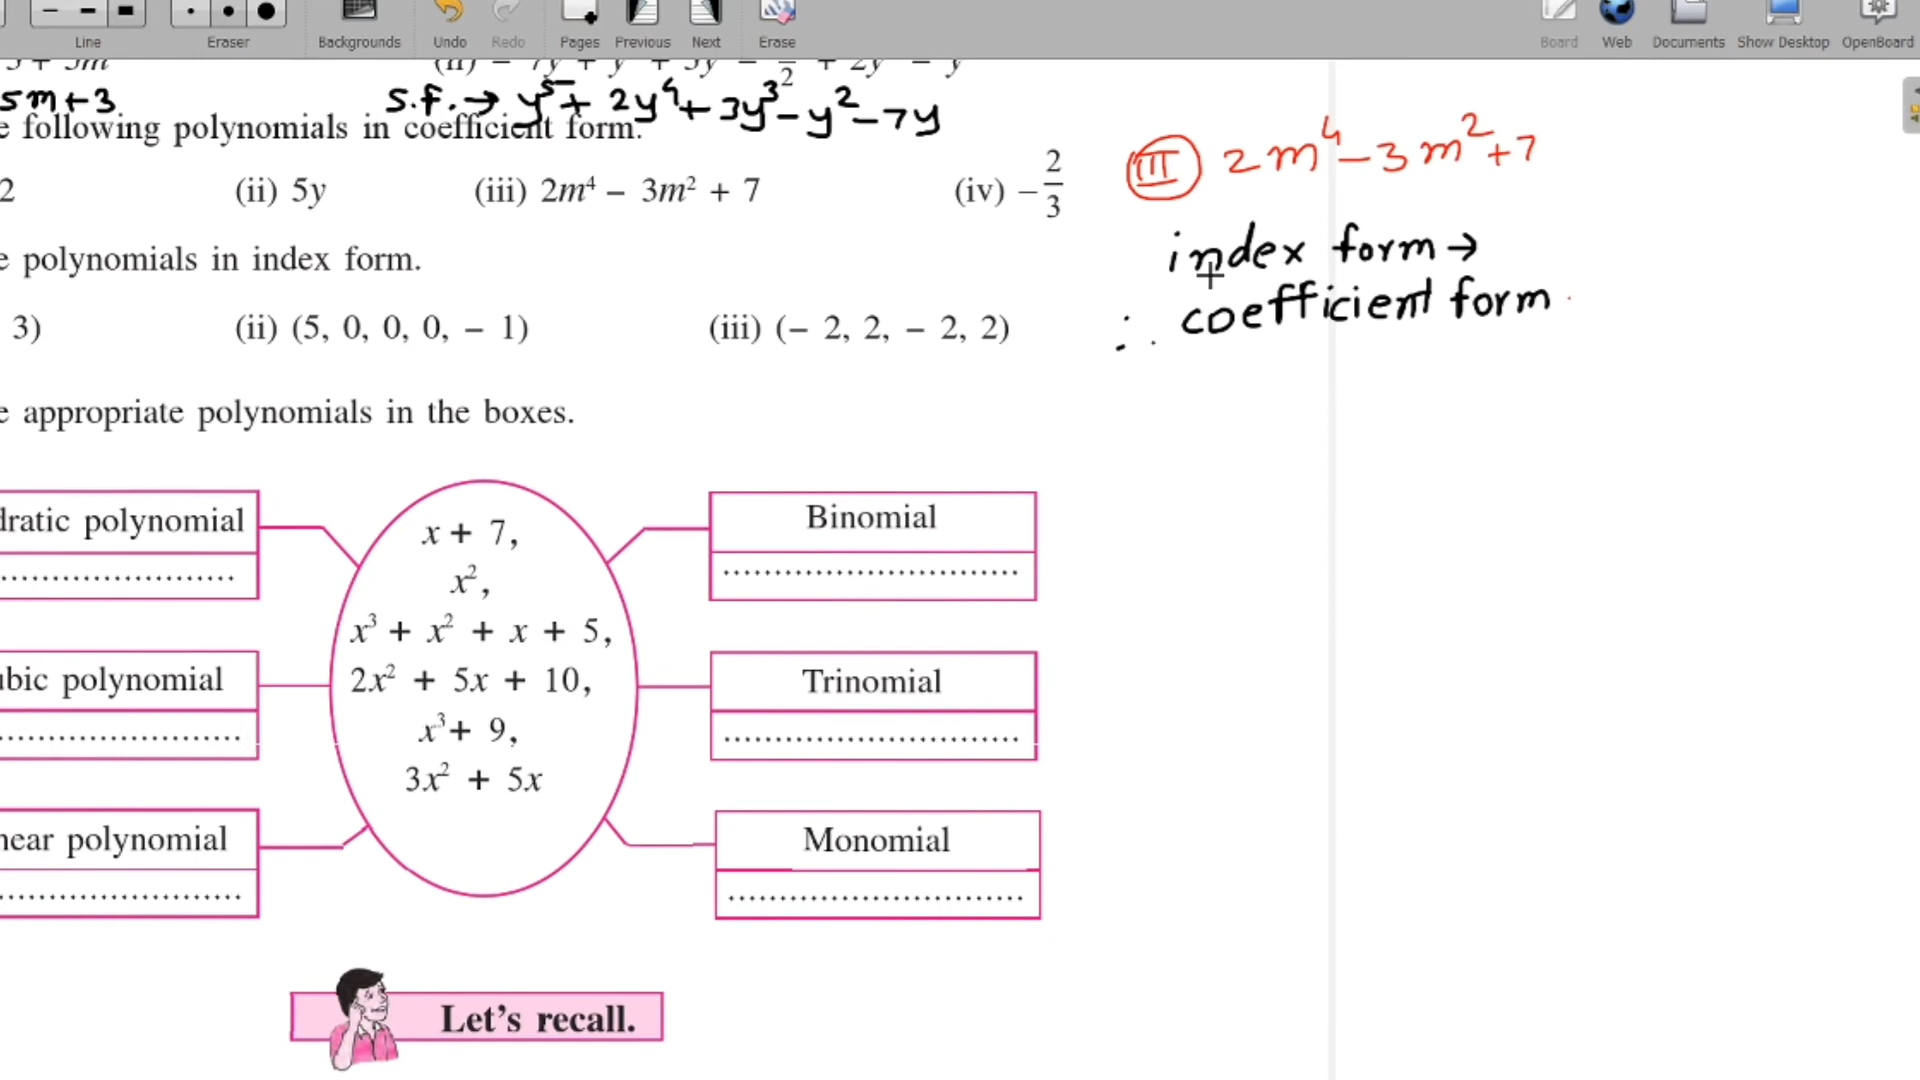 Line Eraser Backgrounds Undo Redo Pages Previous Next Erase Board Web Documents Show Desktop OpenBoard
5m+3 S.f. → y⁵ + 2y⁴ + 3y³ – y² – 7y
e following polynomials in coefficient form.
2 (ii) 5y (iii) 2m⁴ – 3m² + 7 (iv) – 2/3
e polynomials in index form.
3) (ii) (5, 0, 0, 0, – 1) (iii) (– 2, 2, – 2, 2)
e appropriate polynomials in the boxes.
III 2m⁴ – 3m² + 7
index form →
∴ coefficient form
dratic polynomial
.......................
ubic polynomial
........................
near polynomial
........................
x + 7,
x²,
x³ + x² + x + 5,
2x² + 5x + 10,
x³ + 9,
3x² + 5x
Binomial
.............................
Trinomial
.............................
Monomial
.............................
Let's recall.